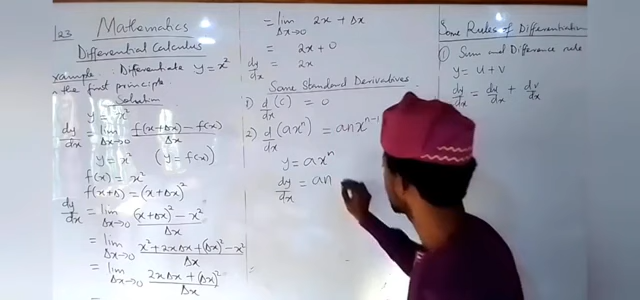 123 Mathematics
Differential Calculus
xample: Differentiate y = x²
the first principle.
Solution
y = x²
dy/dx = lim Δx→0 f(x+Δx) − f(x)/Δx
y = x² (y = f(x))
f(x) = x²
f(x+Δ) = (x+Δx)²
dy/dx = lim Δx→0 (x+Δx)² − x²/Δx
= lim Δx→0 x² + 2xΔx + (Δx)² − x²/Δx
= lim Δx→0 2xΔx + (Δx)²/Δx
=
= lim Δx→0 2x + Δx
= 2x + 0
dy/dx = 2x
Some Standard Derivatives
1) d/dx (c) = 0
2) d/dx (axⁿ) = anxⁿ⁻¹
y = axⁿ
dy/dx = an
=
Some Rules of Differentiation
① Sum and Difference rule
y = u + v
dy/dx = du/dx + dv/dx